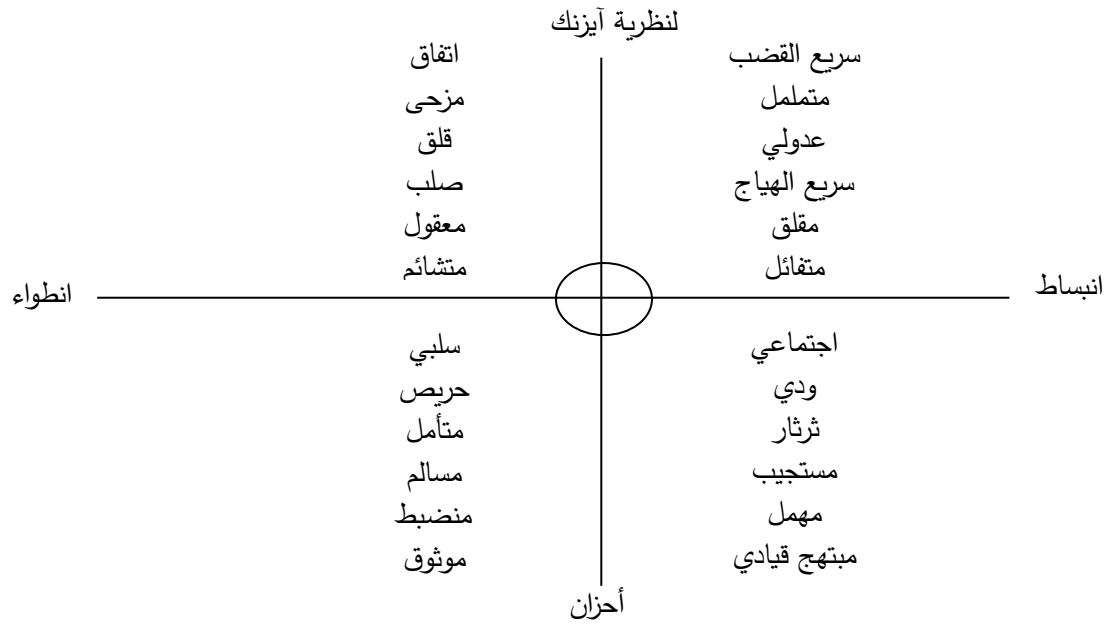 لنظرية آيزنك
سريع القضب
اتفاق
متململ
مزحى
عدولي
قلق
سريع الهياج
صلب
مقلق
معقول
متفائل
متشائم
انبساط
انطواء
اجتماعي
سلبي
ودي
حريص
ثرثار
متأمل
مستجيب
مسالم
مهمل
منضبط
مبتهج قيادي
موثوق
أحزان